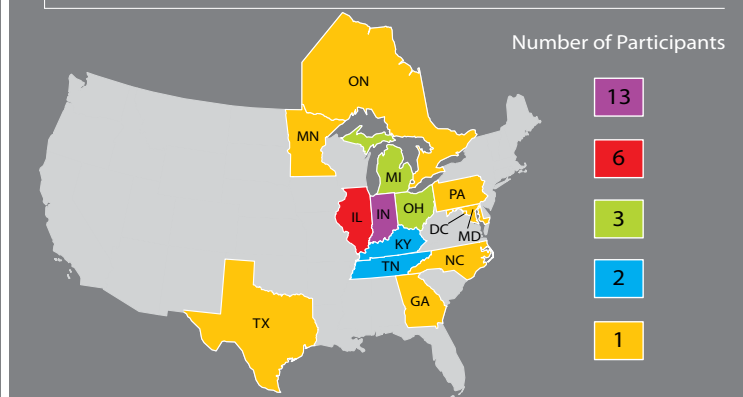 Number of Participants
13
6
3
2
1
ON
MN
MI
PA
IL
IN
OH
DC
MD
KY
NC
TN
GA
TX